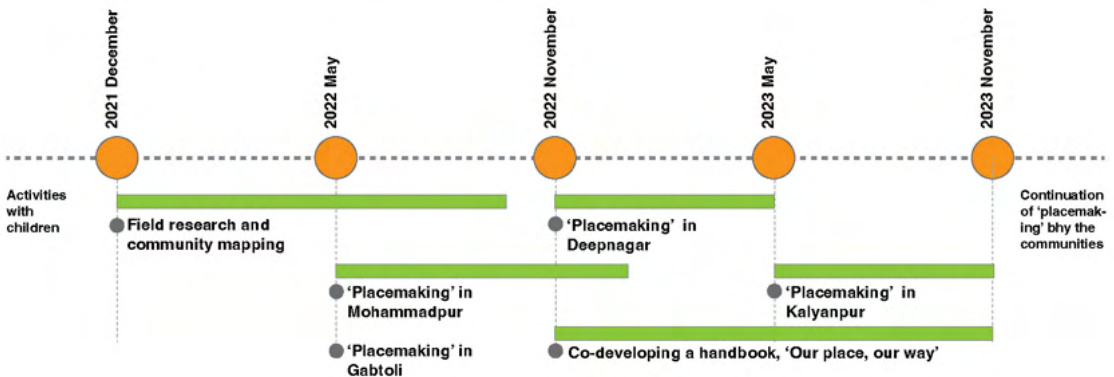 2021 December
2022 May
2022 November
2023 May
2023 November
Activities
with
children
Continuation
of ‘placemak-
ing’ bhy the
communities
Field research and
community mapping
‘Placemaking’ in
Deepnagar
‘Placemaking’ in
Mohammadpur
‘Placemaking’ in
Kalyanpur
‘Placemaking’ in
Gabtoli
Co-developing a handbook, ‘Our place, our way’